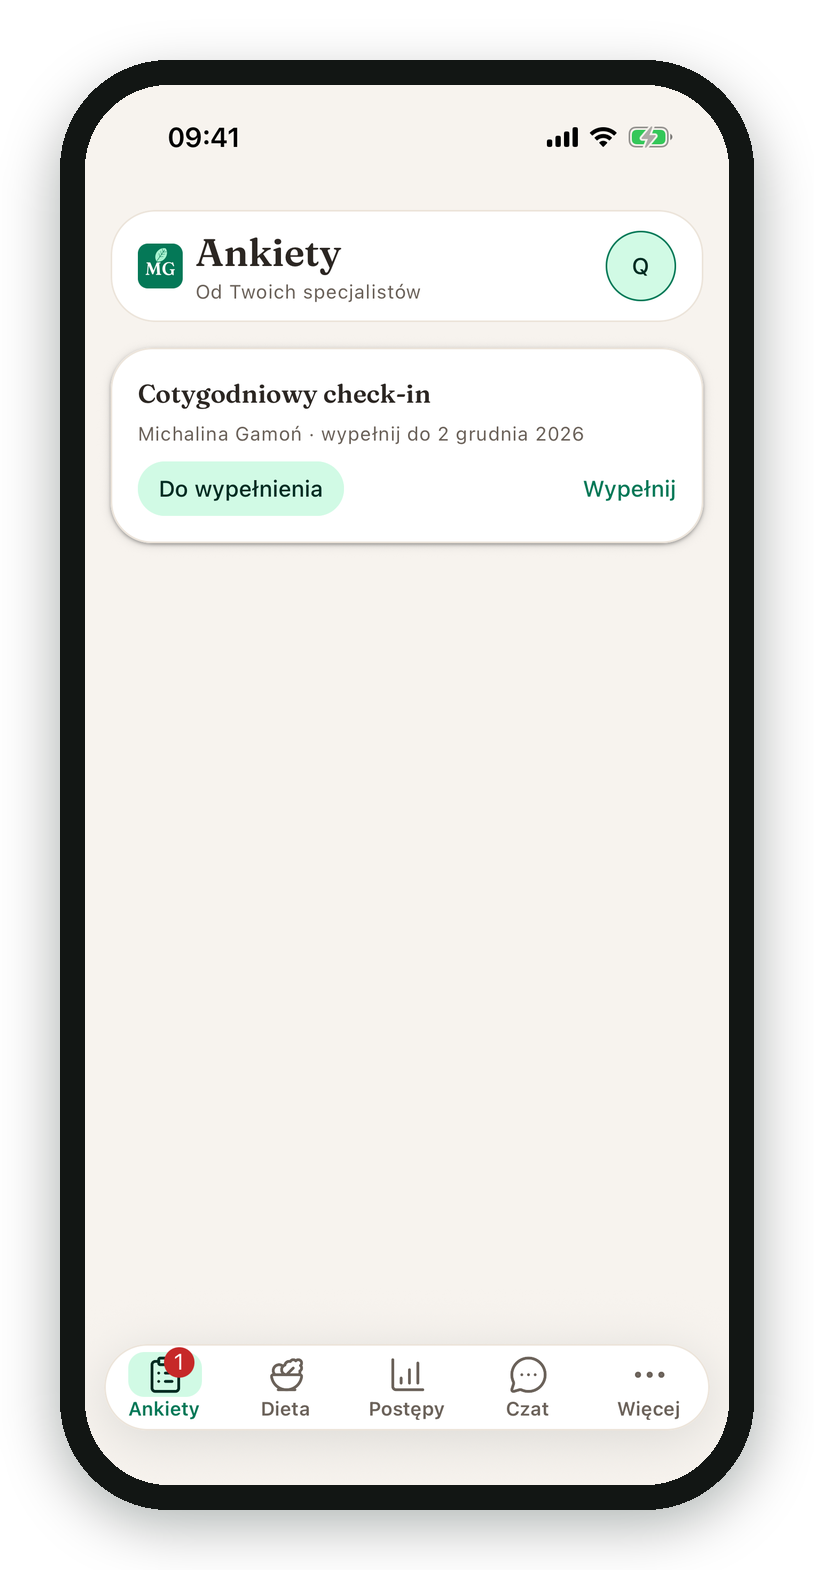 09:41
MG
Ankiety
Od Twoich specjalistów
Q
Cotygodniowy check-in
Michalina Gamoń · wypełnij do 2 grudnia 2026
Do wypełnienia
Wypełnij
1
Ankiety
Dieta
Postępy
Czat
Więcej